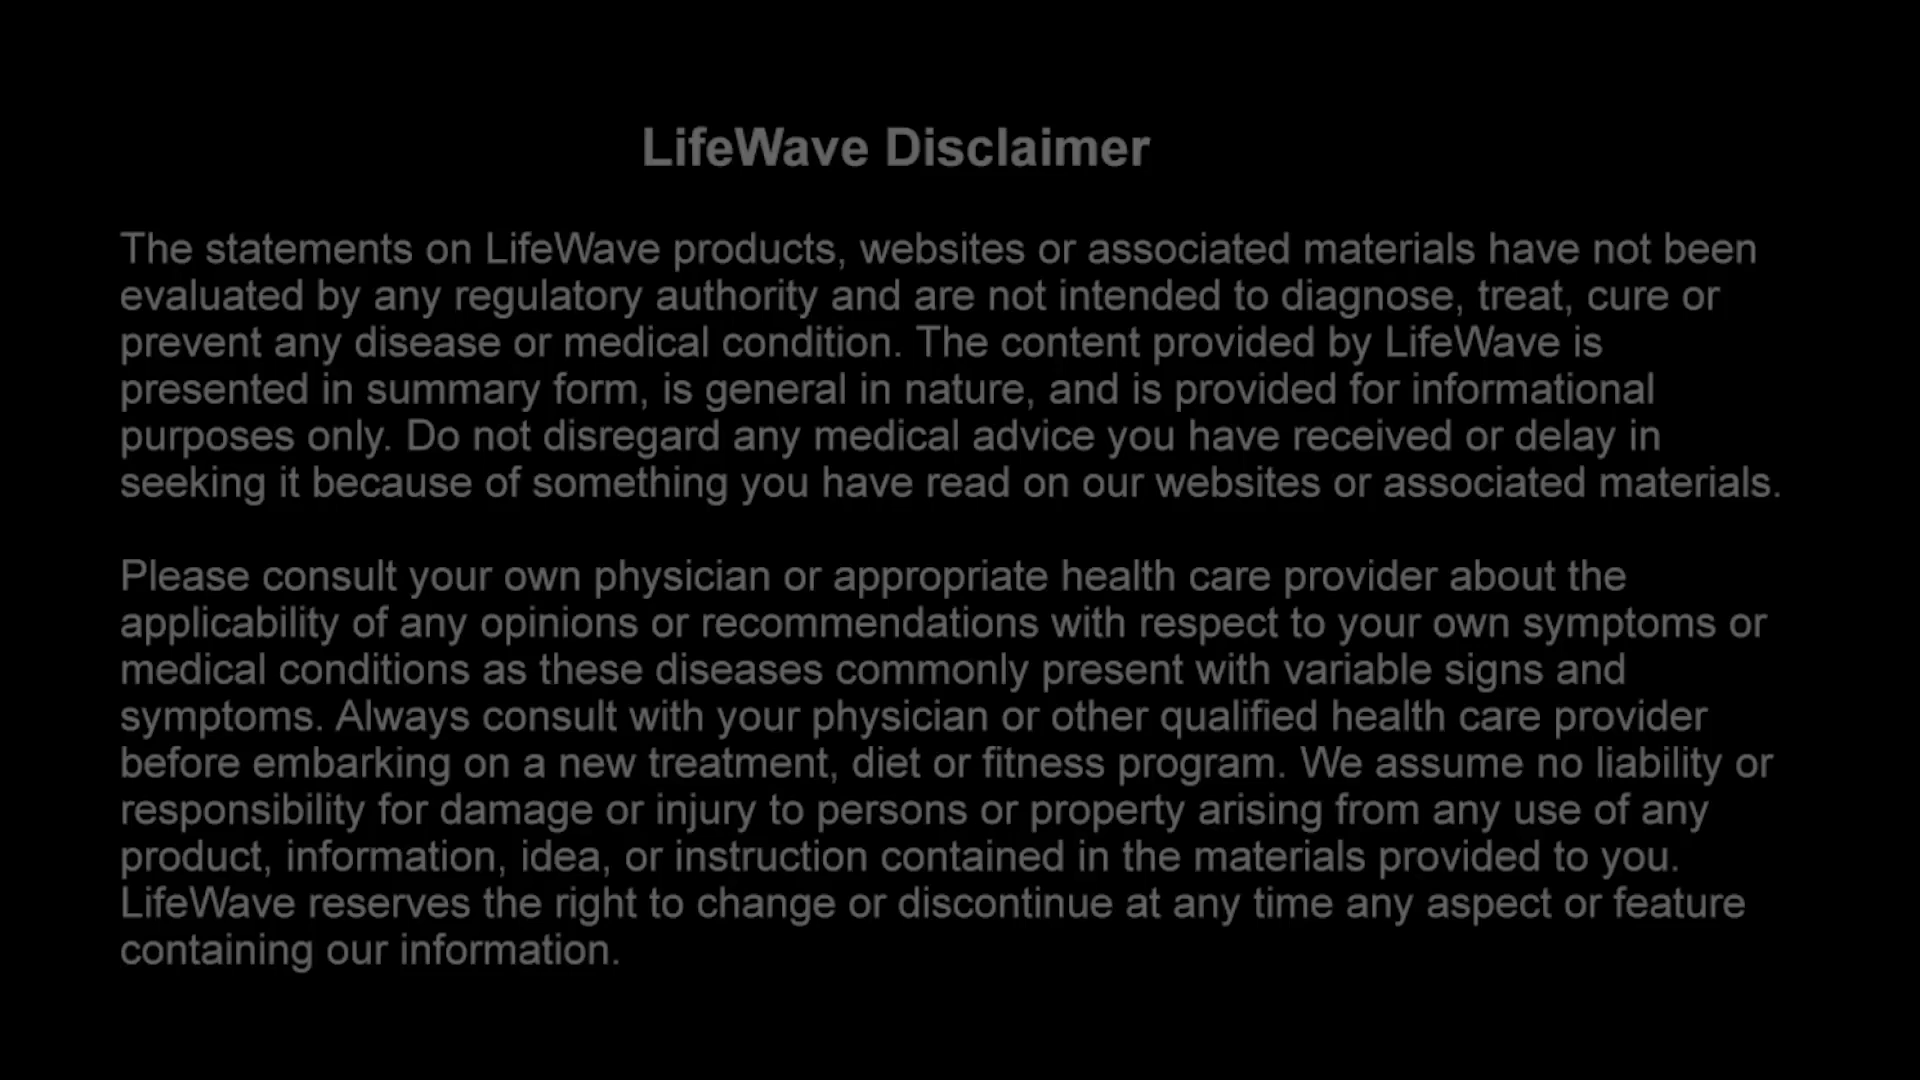 LifeWave Disclaimer
The statements on LifeWave products, websites or associated materials have not been
evaluated by any regulatory authority and are not intended to diagnose, treat, cure or
prevent any disease or medical condition. The content provided by LifeWave is
presented in summary form, is general in nature, and is provided for informational
purposes only. Do not disregard any medical advice you have received or delay in
seeking it because of something you have read on our websites or associated materials.
Please consult your own physician or appropriate health care provider about the
applicability of any opinions or recommendations with respect to your own symptoms or
medical conditions as these diseases commonly present with variable signs and
symptoms. Always consult with your physician or other qualified health care provider
before embarking on a new treatment, diet or fitness program. We assume no liability or
responsibility for damage or injury to persons or property arising from any use of any
product, information, idea, or instruction contained in the materials provided to you.
LifeWave reserves the right to change or discontinue at any time any aspect or feature
containing our information.